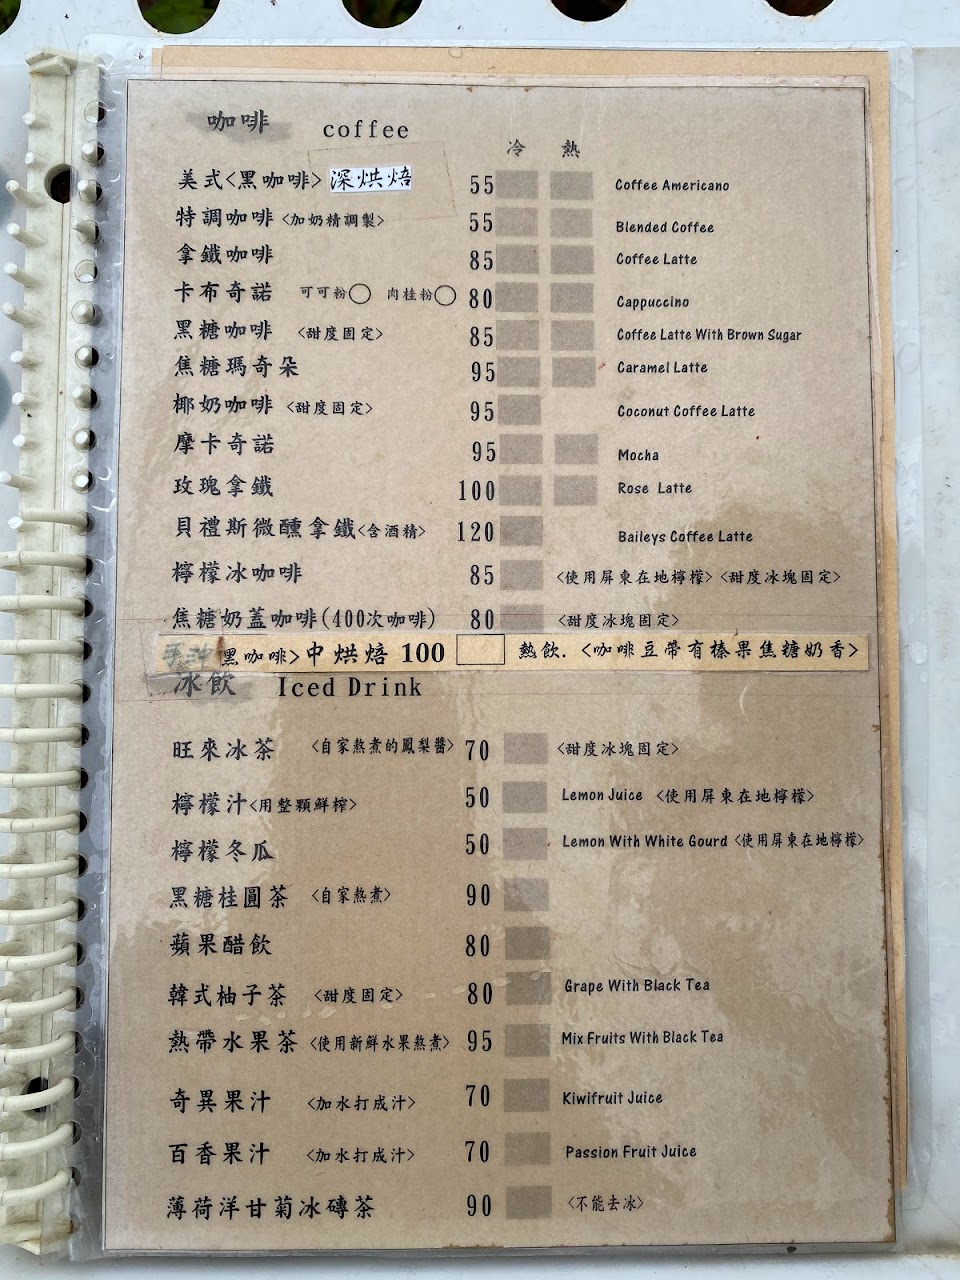 咖啡 coffee
冷 熱
美式<黑咖啡> 深烘焙 55 Coffee Americano
特調咖啡<加奶精調製> 55 Blended Coffee
拿鐵咖啡 85 Coffee Latte
卡布奇諾 可可粉○ 肉桂粉○ 80 Cappuccino
黑糖咖啡 <甜度固定> 85 Coffee Latte With Brown Sugar
焦糖瑪奇朵 95 Caramel Latte
椰奶咖啡 <甜度固定> 95 Coconut Coffee Latte
摩卡奇諾 95 Mocha
玫瑰拿鐵 100 Rose Latte
貝禮斯微醺拿鐵<含酒精> 120 Baileys Coffee Latte
檸檬冰咖啡 85 <使用屏東在地檸檬> <甜度冰塊固定>
焦糖奶蓋咖啡(400次咖啡) 80 <甜度冰塊固定>
手沖 黑咖啡>中烘焙 100 熱飲. <咖啡豆帶有榛果焦糖奶香>
冰飲 Iced Drink
旺來冰茶 <自家熬煮的鳳梨醬> 70 <甜度冰塊固定>
檸檬汁<用整顆鮮榨> 50 Lemon Juice <使用屏東在地檸檬>
檸檬冬瓜 50 Lemon With White Gourd <使用屏東在地檸檬>
黑糖桂圓茶 <自家熬煮> 90
蘋果醋飲 80
韓式柚子茶 <甜度固定> 80 Grape With Black Tea
熱帶水果茶 <使用新鮮水果熬煮> 95 Mix Fruits With Black Tea
奇異果汁 <加水打成汁> 70 Kiwifruit Juice
百香果汁 <加水打成汁> 70 Passion Fruit Juice
薄荷洋甘菊冰磚茶 90 <不能去冰>